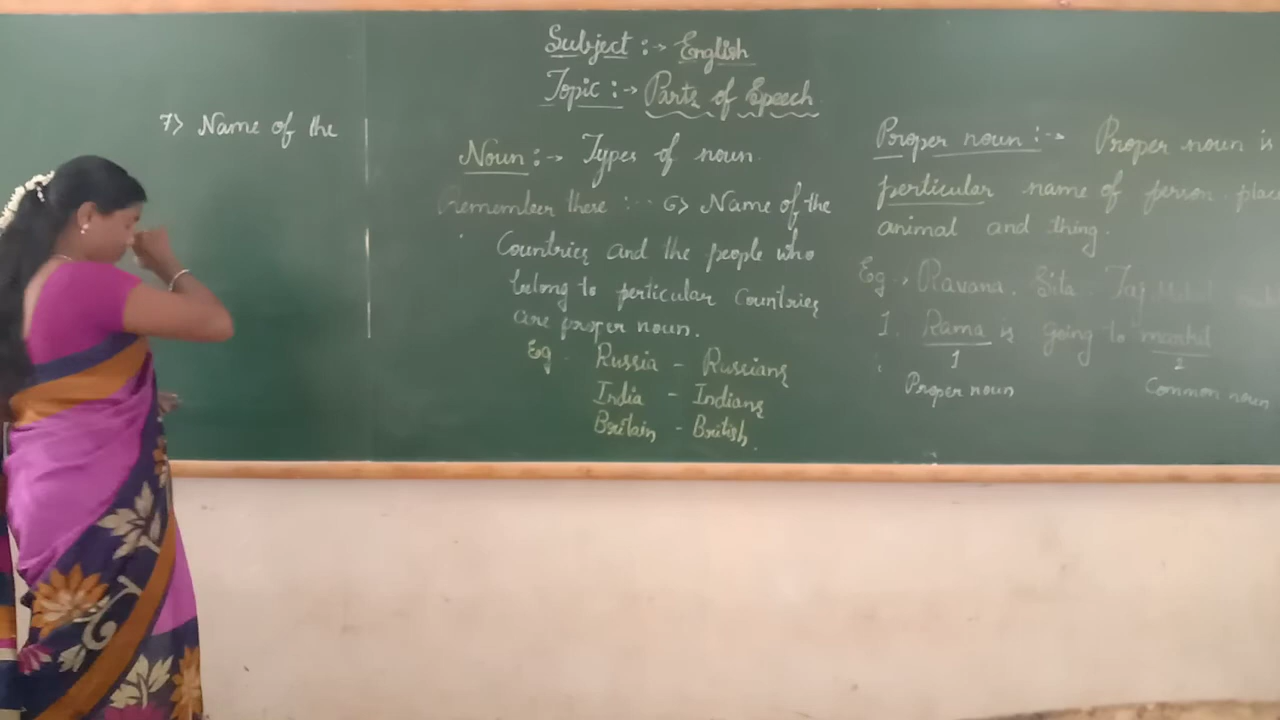 Subject :→ English
Topic :→ Parts of Speech
7) Name of the
Noun :→ Types of noun.
Remember these :·· 6) Name of the
Countries and the people who
belong to perticular Countries
are proper noun.
Eg Russia - Russians
India - Indians
Britain - British.
Proper noun :→ Proper noun is
perticular name of person place
animal and thing.
Eg :→ Ravana. Sita. Taj
1. Rama is going to
1 2
Proper noun Common noun.